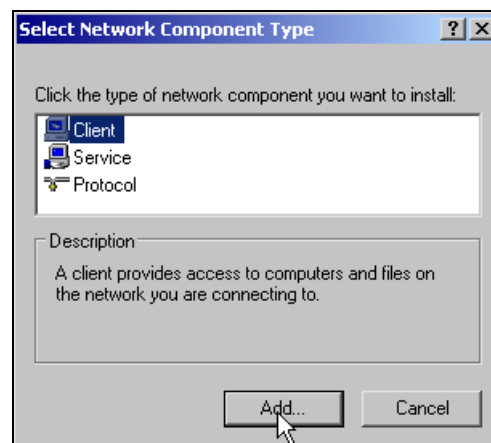 Select Network Component Type
Click the type of network component you want to install:
Client
Service
Protocol
Description
A client provides access to computers and files on
the network you are connecting to.
Add...
Cancel